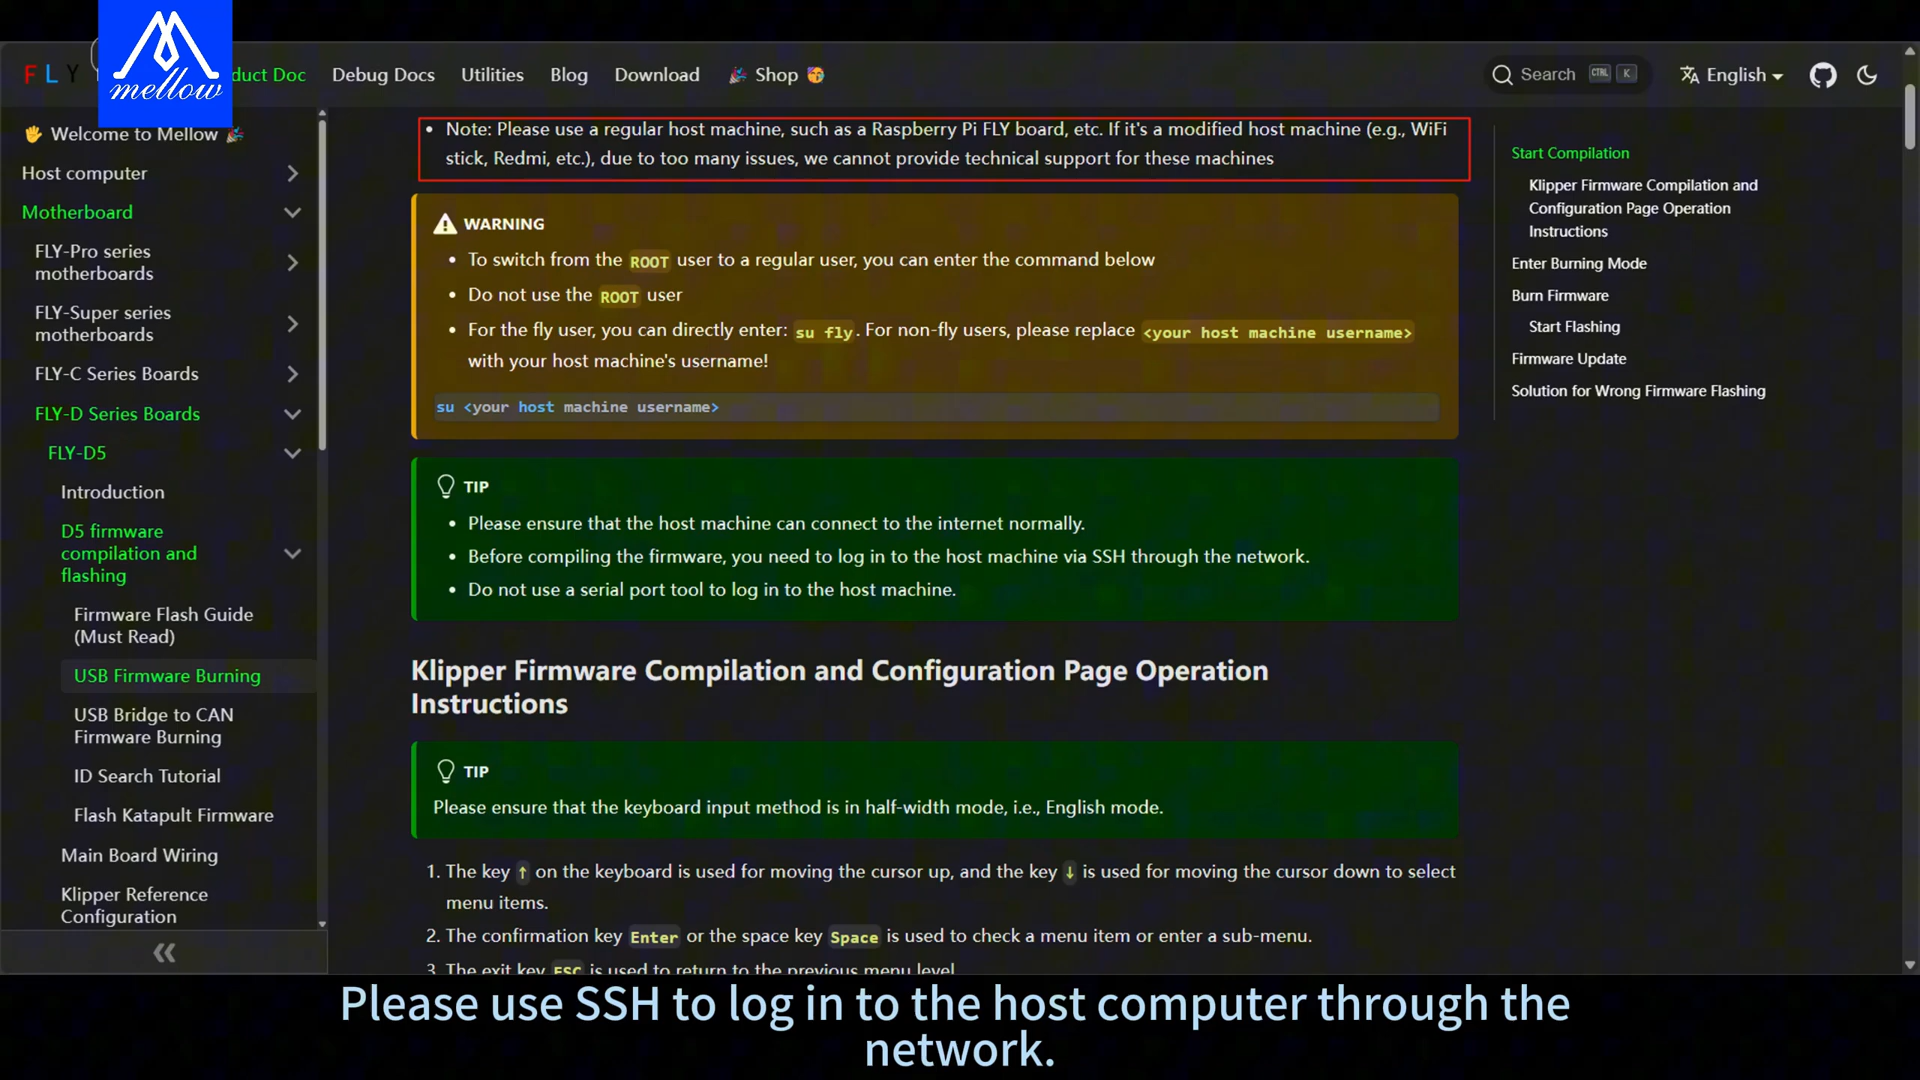 mellow
FLY
duct Doc
Debug Docs
Utilities
Blog
Download
Shop
Search CTRL K
English
Welcome to Mellow
Host computer
Motherboard
FLY-Pro series
motherboards
FLY-Super series
motherboards
FLY-C Series Boards
FLY-D Series Boards
FLY-D5
Introduction
D5 firmware
compilation and
flashing
Firmware Flash Guide
(Must Read)
USB Firmware Burning
USB Bridge to CAN
Firmware Burning
ID Search Tutorial
Flash Katapult Firmware
Main Board Wiring
Klipper Reference
Configuration
• Note: Please use a regular host machine, such as a Raspberry Pi FLY board, etc. If it's a modified host machine (e.g., WiFi
stick, Redmi, etc.), due to too many issues, we cannot provide technical support for these machines
WARNING
• To switch from the ROOT user to a regular user, you can enter the command below
• Do not use the ROOT user
• For the fly user, you can directly enter: su fly. For non-fly users, please replace <your host machine username>
with your host machine's username!
su <your host machine username>
TIP
• Please ensure that the host machine can connect to the internet normally.
• Before compiling the firmware, you need to log in to the host machine via SSH through the network.
• Do not use a serial port tool to log in to the host machine.
Klipper Firmware Compilation and Configuration Page Operation
Instructions
TIP
Please ensure that the keyboard input method is in half-width mode, i.e., English mode.
1. The key ↑ on the keyboard is used for moving the cursor up, and the key ↓ is used for moving the cursor down to select
menu items.
2. The confirmation key Enter or the space key Space is used to check a menu item or enter a sub-menu.
3. The exit key ESC is used to return to the previous menu level
Start Compilation
Klipper Firmware Compilation and
Configuration Page Operation
Instructions
Enter Burning Mode
Burn Firmware
Start Flashing
Firmware Update
Solution for Wrong Firmware Flashing
Please use SSH to log in to the host computer through the
network.